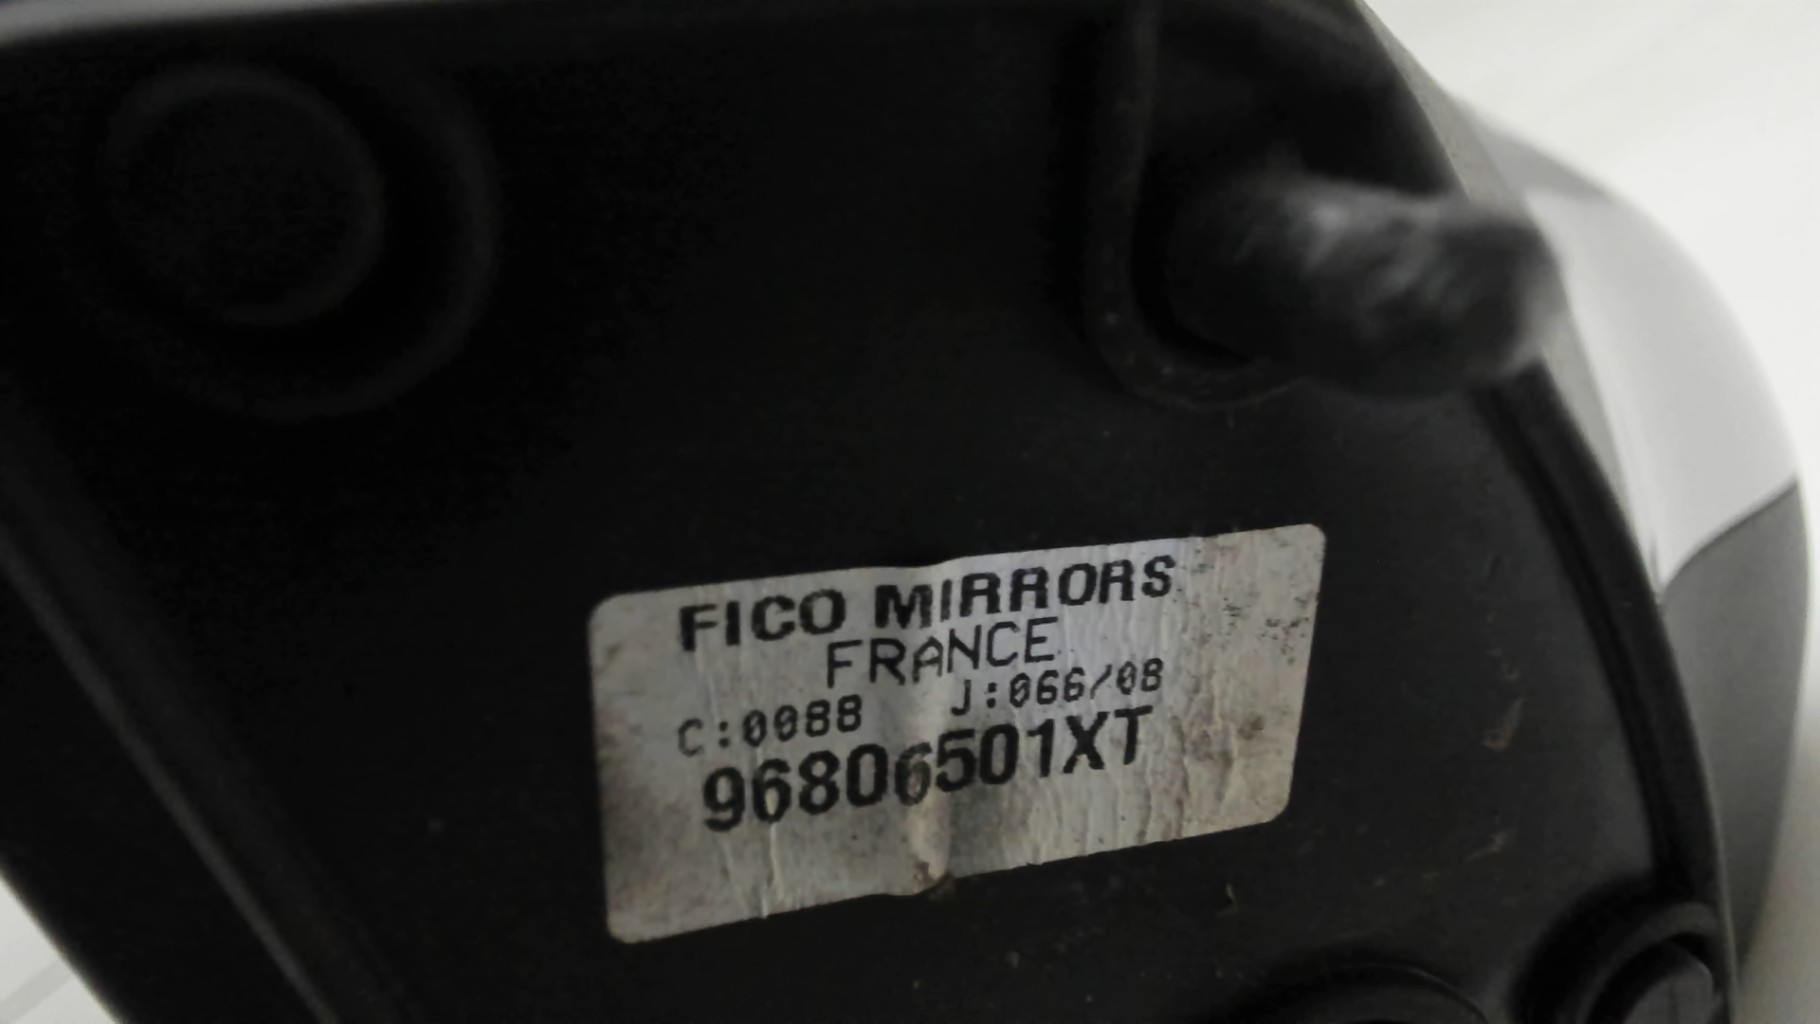 FICO MIRRORS
FRANCE
C:0088 J:066/08
96806501XT